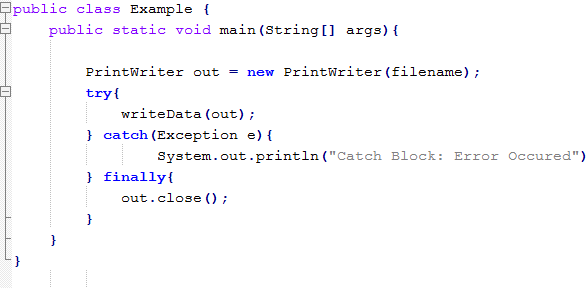 public class Example {
public static void main(String[] args){
PrintWriter out = new PrintWriter(filename);
try{
writeData(out);
} catch(Exception e){
System.out.println("Catch Block: Error Occured")
} finally{
out.close();
}
}
}